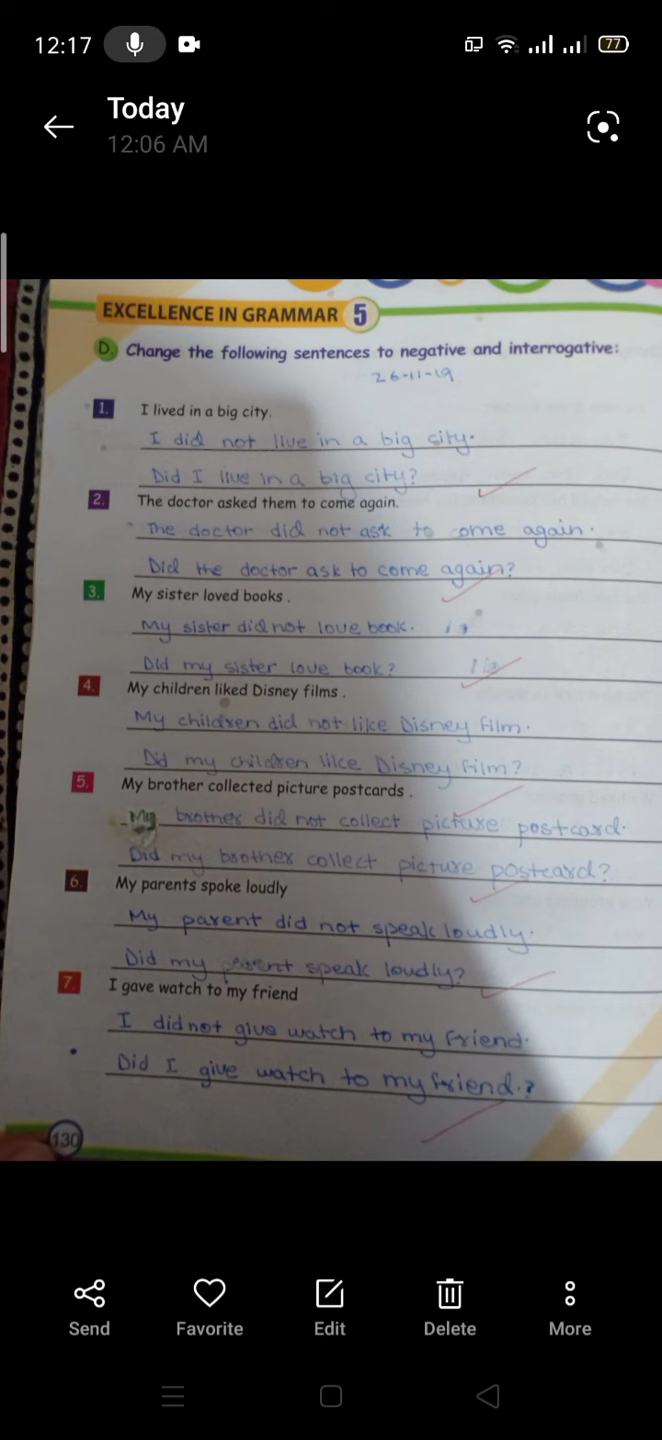 12:17
77
Today
12:06 AM
EXCELLENCE IN GRAMMAR 5
D. Change the following sentences to negative and interrogative:
26-11-19
1. I lived in a big city.
I did not live in a big city.
Did I live in a big city?
2. The doctor asked them to come again.
The doctor did not ask to come again.
Did the doctor ask to come again?
3. My sister loved books .
My sister did not love book.
Did my sister love book?
4. My children liked Disney films .
My children did not like Disney film.
Did my children like Disney film?
5. My brother collected picture postcards .
My brother did not collect picture postcard.
Did my brother collect picture postcard?
6. My parents spoke loudly
My parent did not speak loudly.
Did my parent speak loudly?
7. I gave watch to my friend
I did not give watch to my friend.
Did I give watch to my friend.?
130
Send Favorite Edit Delete More